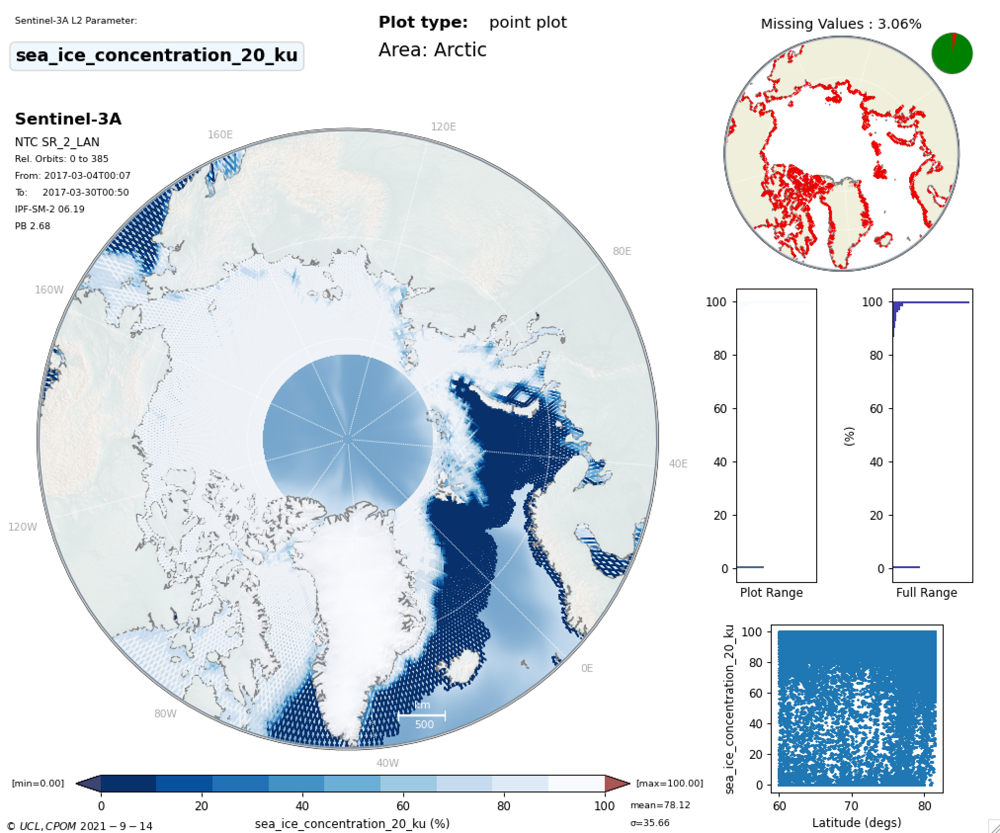 Sentinel-3A L2 Parameter:
sea_ice_concentration_20_ku
Plot type: point plot
Area: Arctic
Missing Values : 3.06%
Sentinel-3A
NTC SR_2_LAN
Rel. Orbits: 0 to 385
From: 2017-03-04T00:07
To: 2017-03-30T00:50
IPF-SM-2 06.19
PB 2.68
160E
120E
80E
160W
40E
120W
0E
80W
40W
km
500
100
80
60
40
20
0
Plot Range
(%)
100
80
60
40
20
0
Full Range
sea_ice_concentration_20_ku
100
80
60
40
20
0
60 70 80
Latitude (degs)
[min=0.00]
[max=100.00]
0 20 40 60 80 100
mean=78.12
σ=35.66
sea_ice_concentration_20_ku (%)
© UCL, CPOM 2021 − 9 − 14